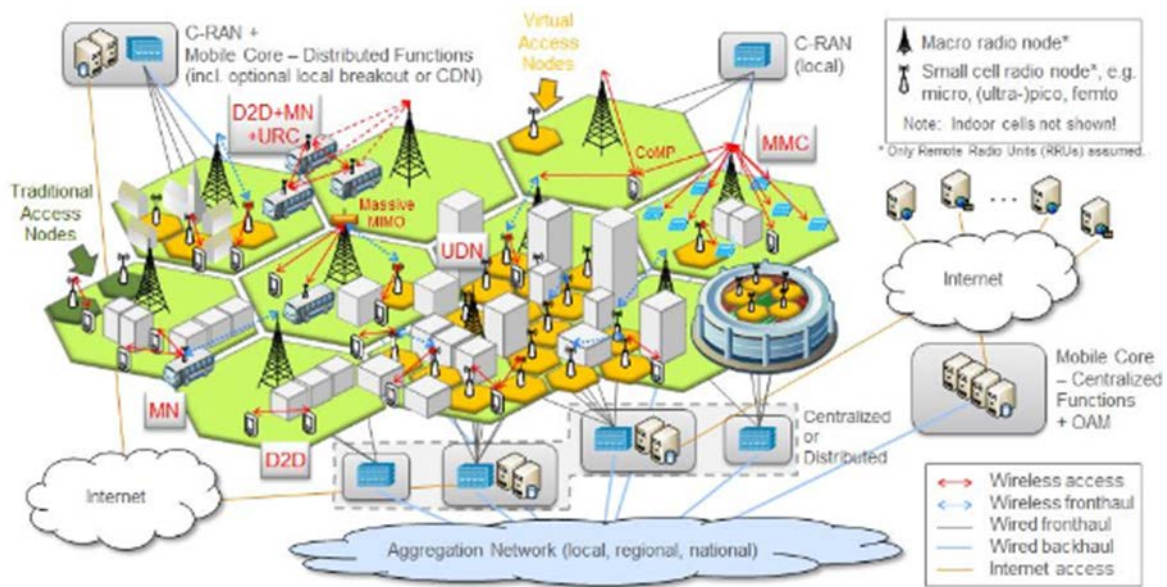 C-RAN +
Mobile Core – Distributed Functions
(incl. optional local breakout or CDN)
Virtual
Access
Nodes
C-RAN
(local)
Macro radio node*
Small cell radio node*, e.g.
micro, (ultra-)pico, femto
Note: Indoor cells not shown!
* Only Remote Radio Units (RRUs) assumed.
D2D+MN
+URC
CoMP
MMC
Traditional
Access
Nodes
Massive
MIMO
UDN
...
Internet
Mobile Core
– Centralized
Functions
+ OAM
MN
D2D
Centralized
or
Distributed
Internet
Aggregation Network (local, regional, national)
Wireless access
Wireless fronthaul
Wired fronthaul
Wired backhaul
Internet access